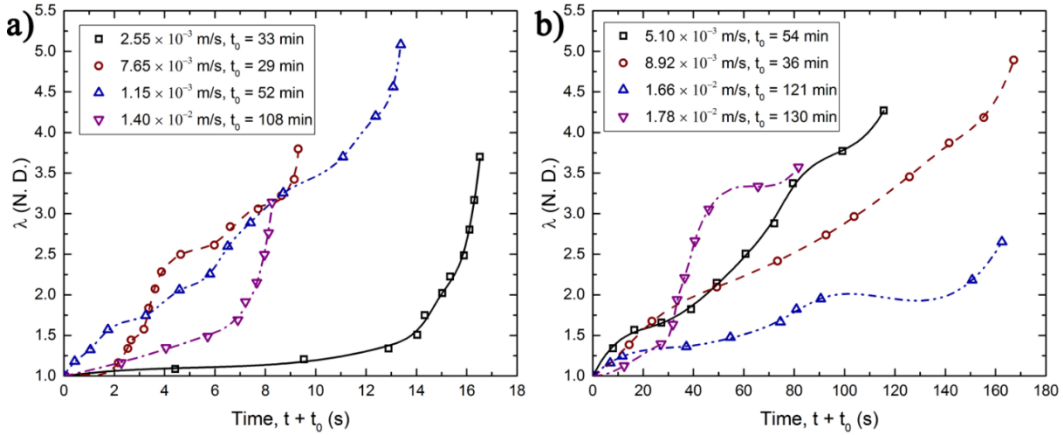 a)
2.55 × 10⁻³ m/s, t₀ = 33 min
7.65 × 10⁻³ m/s, t₀ = 29 min
1.15 × 10⁻³ m/s, t₀ = 52 min
1.40 × 10⁻² m/s, t₀ = 108 min
λ (N. D.)
5.0
4.5
4.0
3.5
3.0
2.5
2.0
1.5
1.0
0 2 4 6 8 10 12 14 16 18
Time, t + t₀ (s)
b)
5.10 × 10⁻³ m/s, t₀ = 54 min
8.92 × 10⁻³ m/s, t₀ = 36 min
1.66 × 10⁻² m/s, t₀ = 121 min
1.78 × 10⁻² m/s, t₀ = 130 min
λ (N. D.)
5.0
4.5
4.0
3.5
3.0
2.5
2.0
1.5
1.0
0 20 40 60 80 100 120 140 160 180
Time, t + t₀ (s)